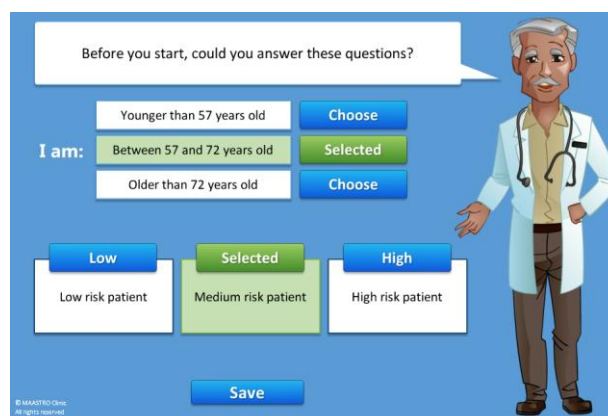 Before you start, could you answer these questions?
Younger than 57 years old Choose
I am: Between 57 and 72 years old Selected
Older than 72 years old Choose
Low Selected High
Low risk patient Medium risk patient High risk patient
Save
© MAASTRO Clinic
All rights reserved